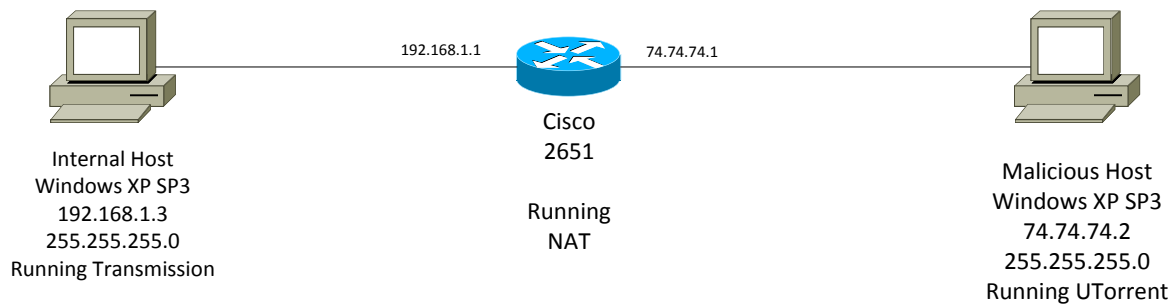 192.168.1.1
74.74.74.1
Cisco
2651
Running
NAT
Internal Host
Windows XP SP3
192.168.1.3
255.255.255.0
Running Transmission
Malicious Host
Windows XP SP3
74.74.74.2
255.255.255.0
Running UTorrent